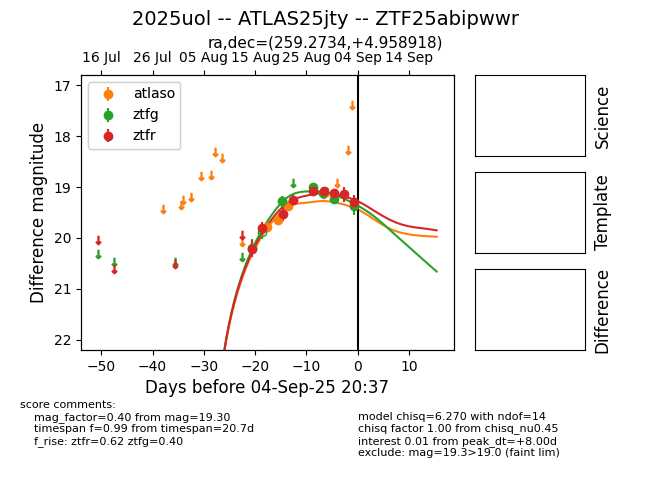 2025uol -- ATLAS25jty -- ZTF25abipwwr
ra,dec=(259.2734,+4.958918)
16 Jul 26 Jul 05 Aug 15 Aug 25 Aug 04 Sep 14 Sep
atlaso
ztfg
ztfr
17
18
19
20
21
22
Difference magnitude
−50 −40 −30 −20 −10 0 10
Days before 04-Sep-25 20:37
Science
Template
Difference
score comments:
mag_factor=0.40 from mag=19.30
timespan f=0.99 from timespan=20.7d
f_rise: ztfr=0.62 ztfg=0.40
model chisq=6.270 with ndof=14
chisq factor 1.00 from chisq_nu0.45
interest 0.01 from peak_dt=+8.00d
exclude: mag=19.3>19.0 (faint lim)